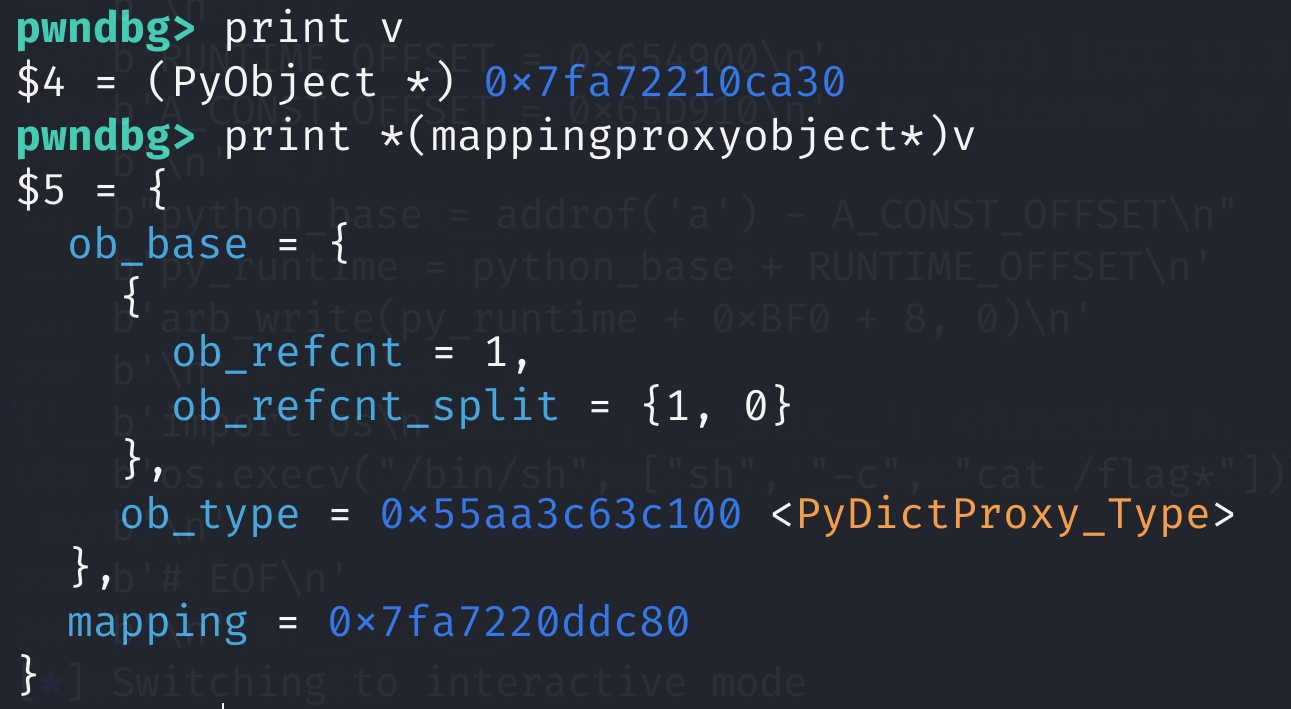 pwndbg> print v
$4 = (PyObject *) 0x7fa72210ca30
pwndbg> print *(mappingproxyobject*)v
$5 = {
  ob_base = {
    {
      ob_refcnt = 1,
      ob_refcnt_split = {1, 0}
    },
    ob_type = 0x55aa3c63c100 <PyDictProxy_Type>
  },
  mapping = 0x7fa7220ddc80
}